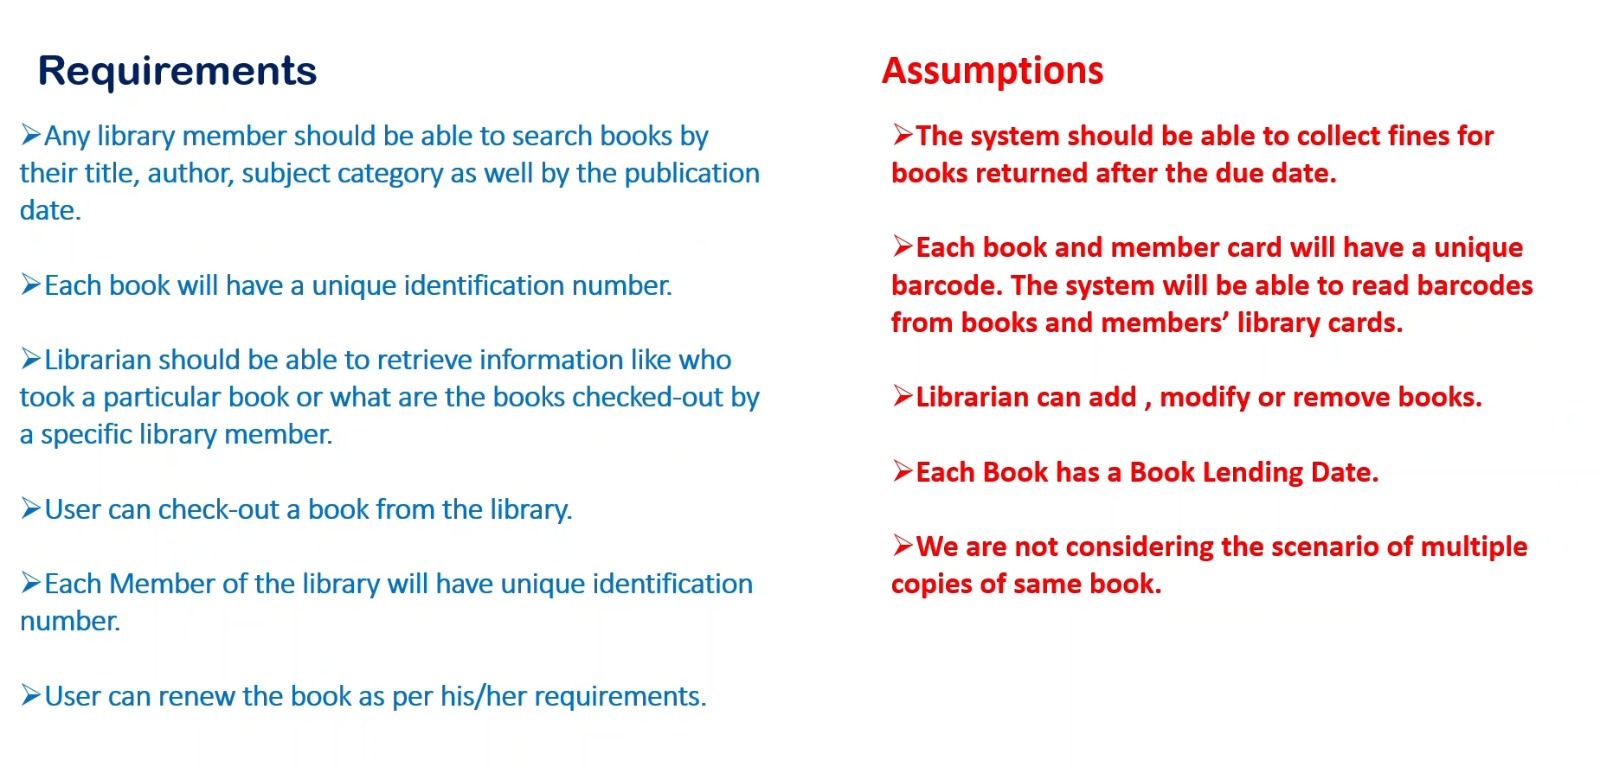 Requirements
➢Any library member should be able to search books by
their title, author, subject category as well by the publication
date.
➢Each book will have a unique identification number.
➢Librarian should be able to retrieve information like who
took a particular book or what are the books checked-out by
a specific library member.
➢User can check-out a book from the library.
➢Each Member of the library will have unique identification
number.
➢User can renew the book as per his/her requirements.
Assumptions
➢The system should be able to collect fines for
books returned after the due date.
➢Each book and member card will have a unique
barcode. The system will be able to read barcodes
from books and members’ library cards.
➢Librarian can add , modify or remove books.
➢Each Book has a Book Lending Date.
➢We are not considering the scenario of multiple
copies of same book.